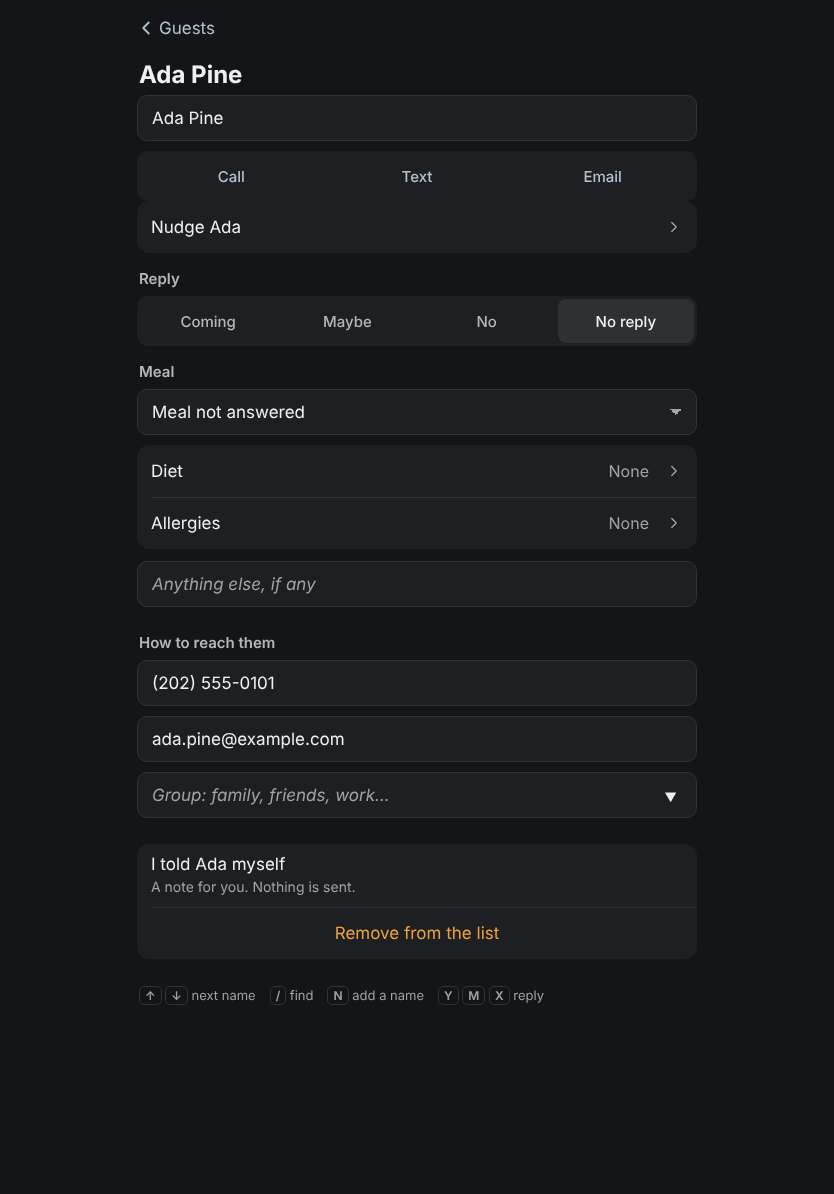 Guests
Ada Pine
Ada Pine
Call Text Email
Nudge Ada
Reply
Coming Maybe No No reply
Meal
Meal not answered
Diet None
Allergies None
Anything else, if any
How to reach them
(202) 555-0101
ada.pine@example.com
Group: family, friends, work...
I told Ada myself
A note for you. Nothing is sent.
Remove from the list
↑ ↓ next name / find N add a name Y M X reply